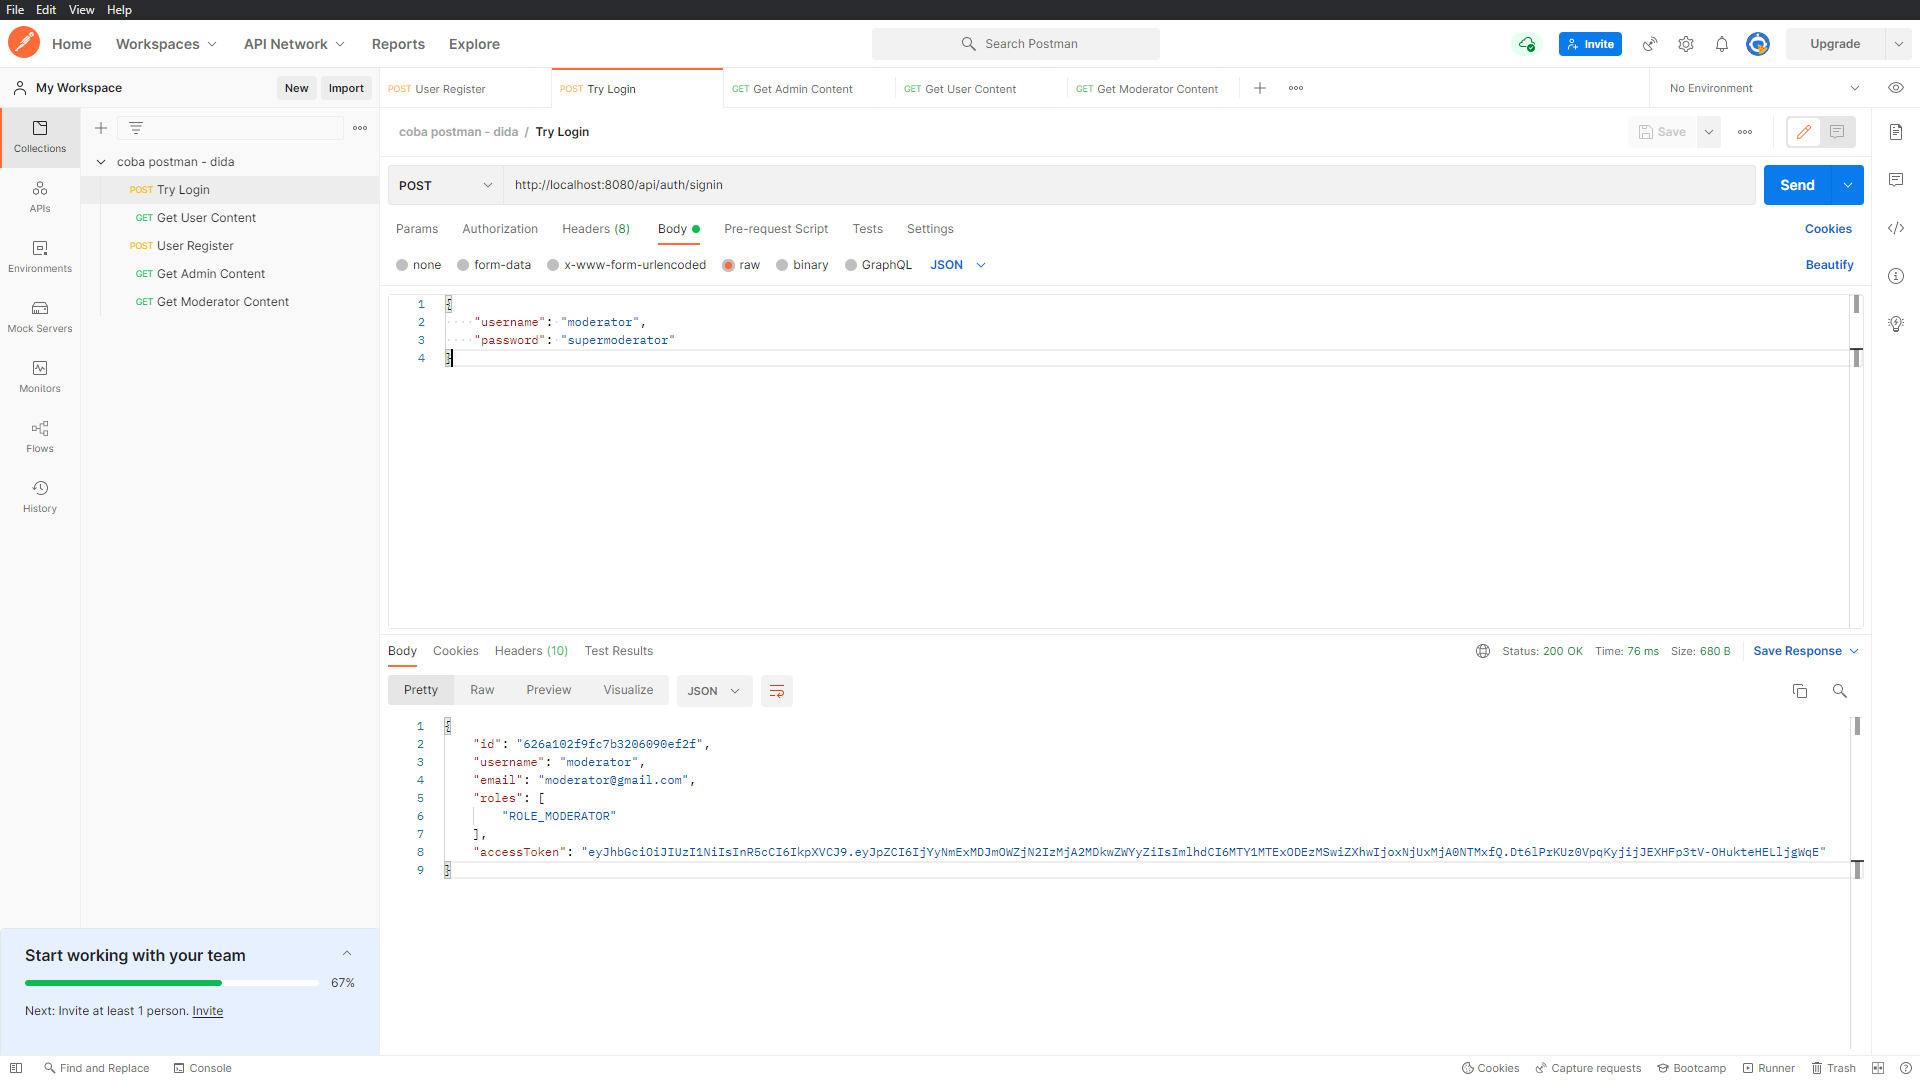 File Edit View Help
Home Workspaces API Network Reports Explore Search Postman Invite Upgrade
My Workspace New Import POST User Register POST Try Login GET Get Admin Content GET Get User Content GET Get Moderator Content No Environment
coba postman - dida / Try Login Save
Collections
coba postman - dida
POST Try Login
GET Get User Content
POST User Register
GET Get Admin Content
GET Get Moderator Content
APIs
Environments
Mock Servers
Monitors
Flows
History
POST http://localhost:8080/api/auth/signin Send
Params Authorization Headers (8) Body Pre-request Script Tests Settings Cookies
none form-data x-www-form-urlencoded raw binary GraphQL JSON Beautify
1 {
2 "username": "moderator",
3 "password": "supermoderator"
4 }
Body Cookies Headers (10) Test Results Status: 200 OK Time: 76 ms Size: 680 B Save Response
Pretty Raw Preview Visualize JSON
1 {
2 "id": "626a102f9fc7b3206090ef2f",
3 "username": "moderator",
4 "email": "moderator@gmail.com",
5 "roles": [
6 "ROLE_MODERATOR"
7 ],
8 "accessToken": "eyJhbGciOiJIUzI1NiIsInR5cCI6IkpXVCJ9.eyJpZCI6IjYyNmExMDJmOWZjN2IzMjA2MDkwZWYyZiIsImlhdCI6MTY1MTExODEzMSwiZXhwIjoxNjUxMjA0NTMxfQ.Dt6lPrKUz0VpqKyjijJEXHFp3tV-OHukteHELljgWqE"
9 }
Start working with your team
67%
Next: Invite at least 1 person. Invite
Find and Replace Console Cookies Capture requests Bootcamp Runner Trash